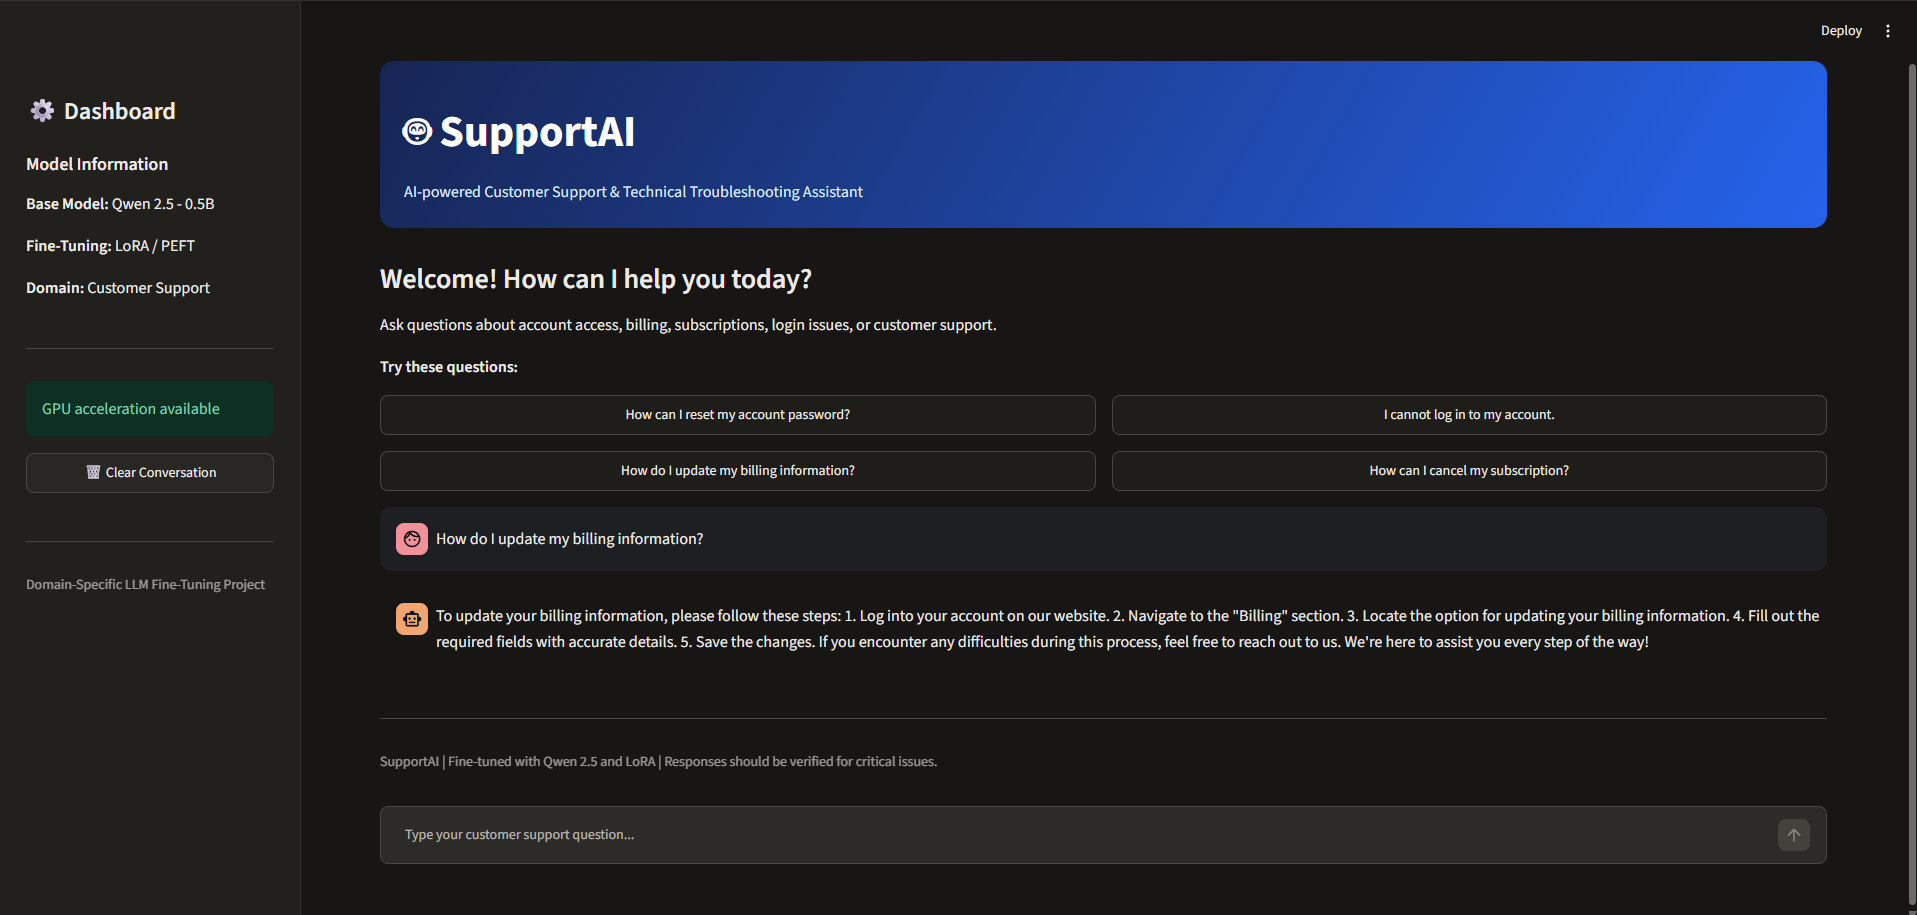 Deploy
Dashboard
Model Information
Base Model: Qwen 2.5 - 0.5B
Fine-Tuning: LoRA / PEFT
Domain: Customer Support
GPU acceleration available
Clear Conversation
Domain-Specific LLM Fine-Tuning Project
SupportAI
AI-powered Customer Support & Technical Troubleshooting Assistant
Welcome! How can I help you today?
Ask questions about account access, billing, subscriptions, login issues, or customer support.
Try these questions:
How can I reset my account password?
I cannot log in to my account.
How do I update my billing information?
How can I cancel my subscription?
How do I update my billing information?
To update your billing information, please follow these steps: 1. Log into your account on our website. 2. Navigate to the "Billing" section. 3. Locate the option for updating your billing information. 4. Fill out the
required fields with accurate details. 5. Save the changes. If you encounter any difficulties during this process, feel free to reach out to us. We're here to assist you every step of the way!
SupportAI | Fine-tuned with Qwen 2.5 and LoRA | Responses should be verified for critical issues.
Type your customer support question...